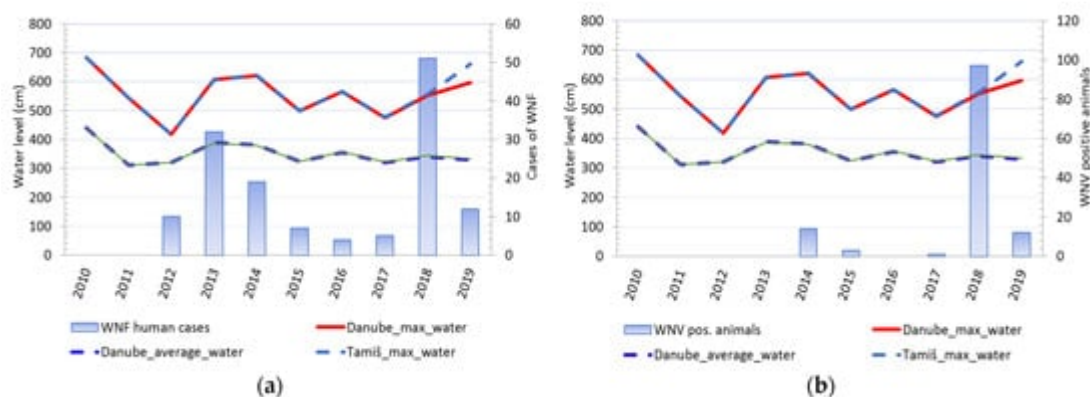 800
700
600
500
400
300
200
100
0
Water level (cm)
60
50
40
30
20
10
0
Cases of WNF
2010 2011 2012 2013 2014 2015 2016 2017 2018 2019
WNF human cases Danube_max_water
Danube_average_water Tamiš_max_water
(a)
800
700
600
500
400
300
200
100
0
Water level (cm)
120
100
80
60
40
20
0
WNV positive animals
2010 2011 2012 2013 2014 2015 2016 2017 2018 2019
WNV pos. animals Danube_max_water
Danube_average_water Tamiš_max_water
(b)